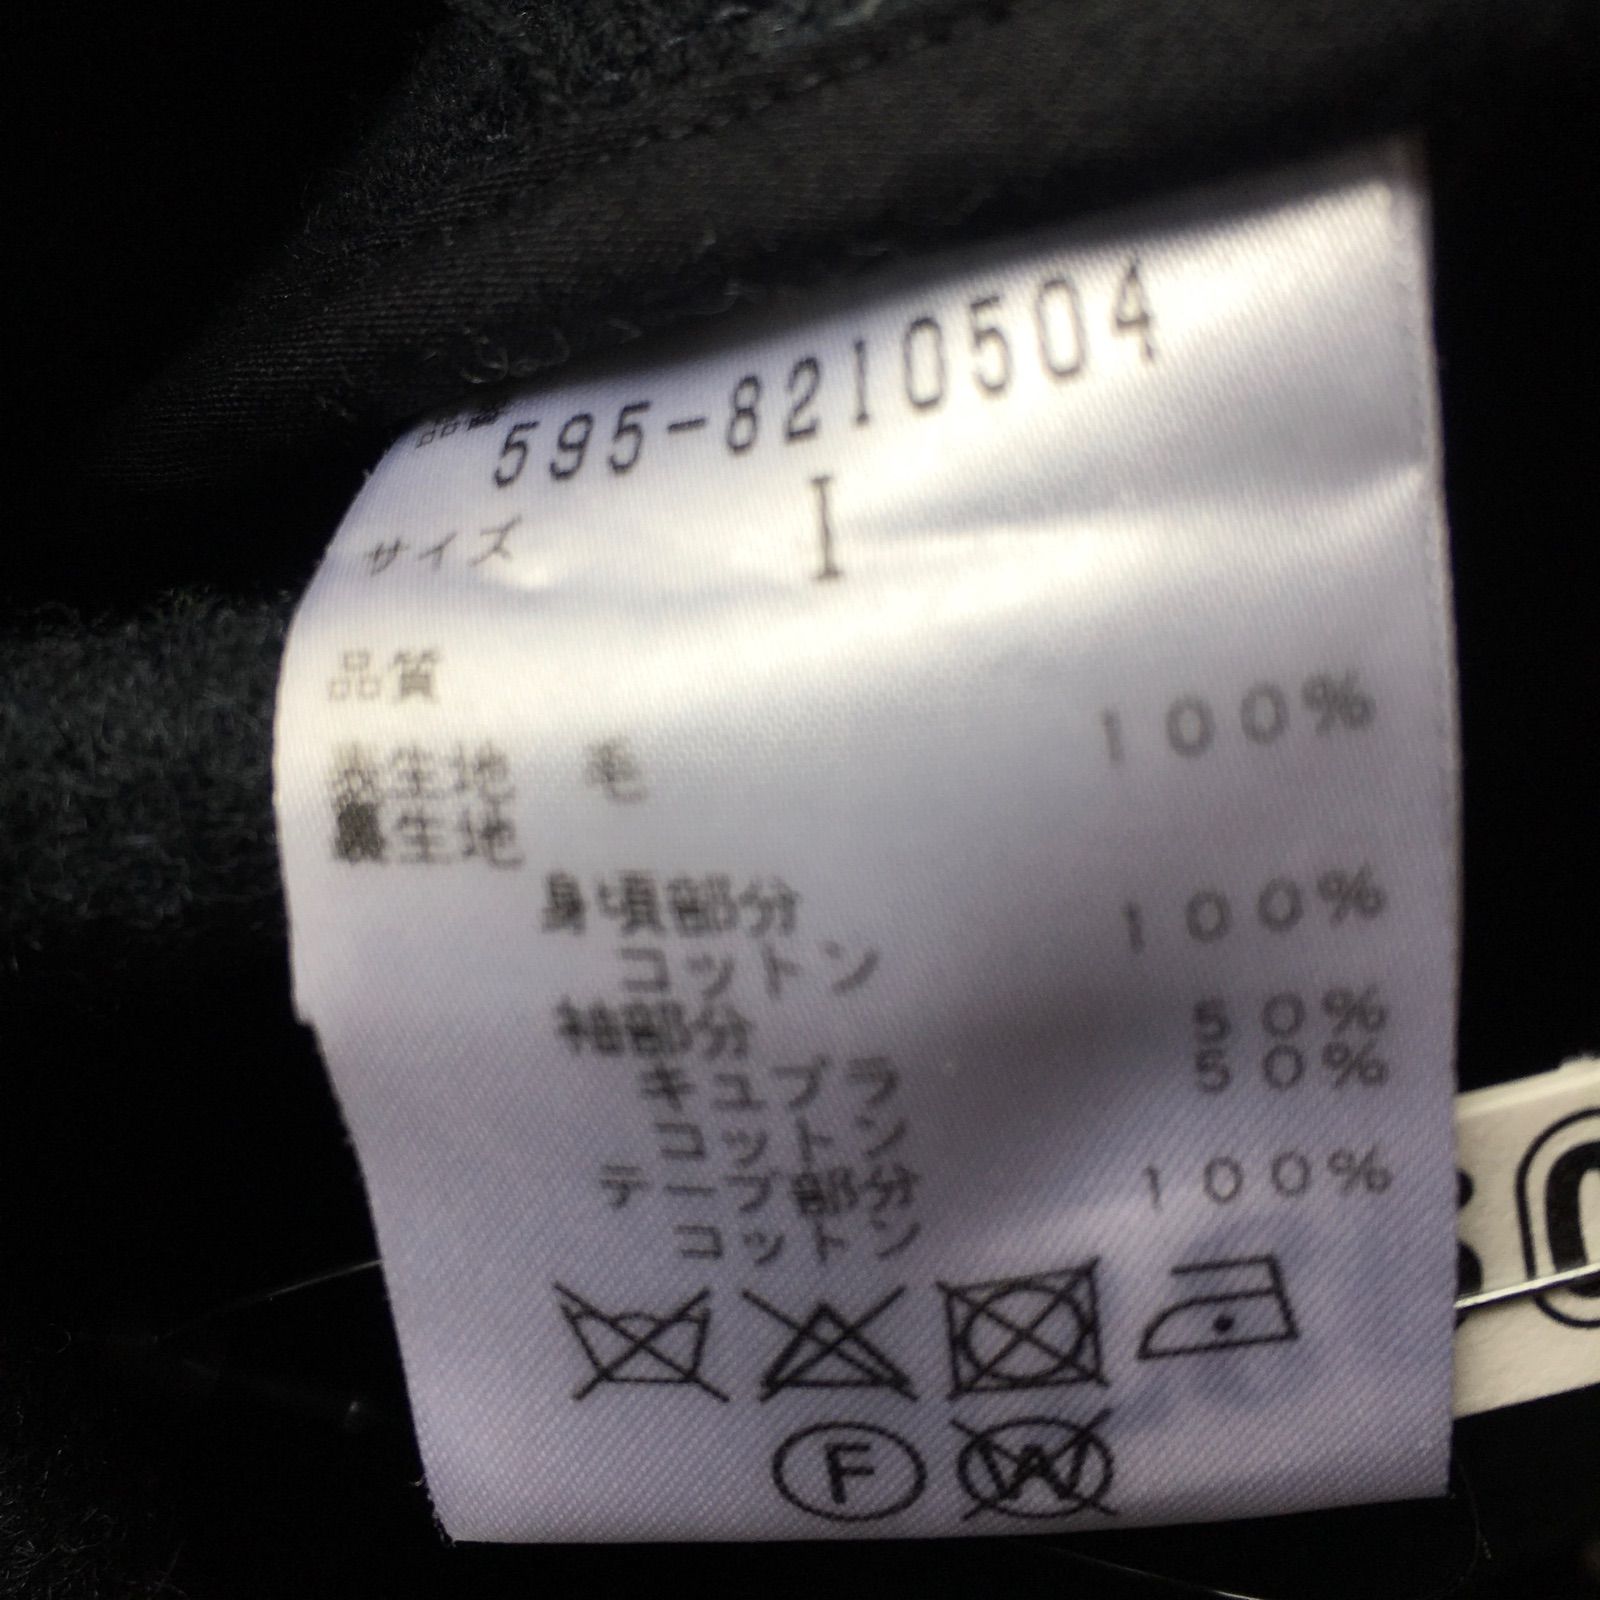 品番 595-8210504
サイズ I
品質
表生地 毛 100%
裏生地
身頃部分
コットン 100%
袖部分
キュプラ 50%
コットン 50%
テープ部分
コットン 100%
F W